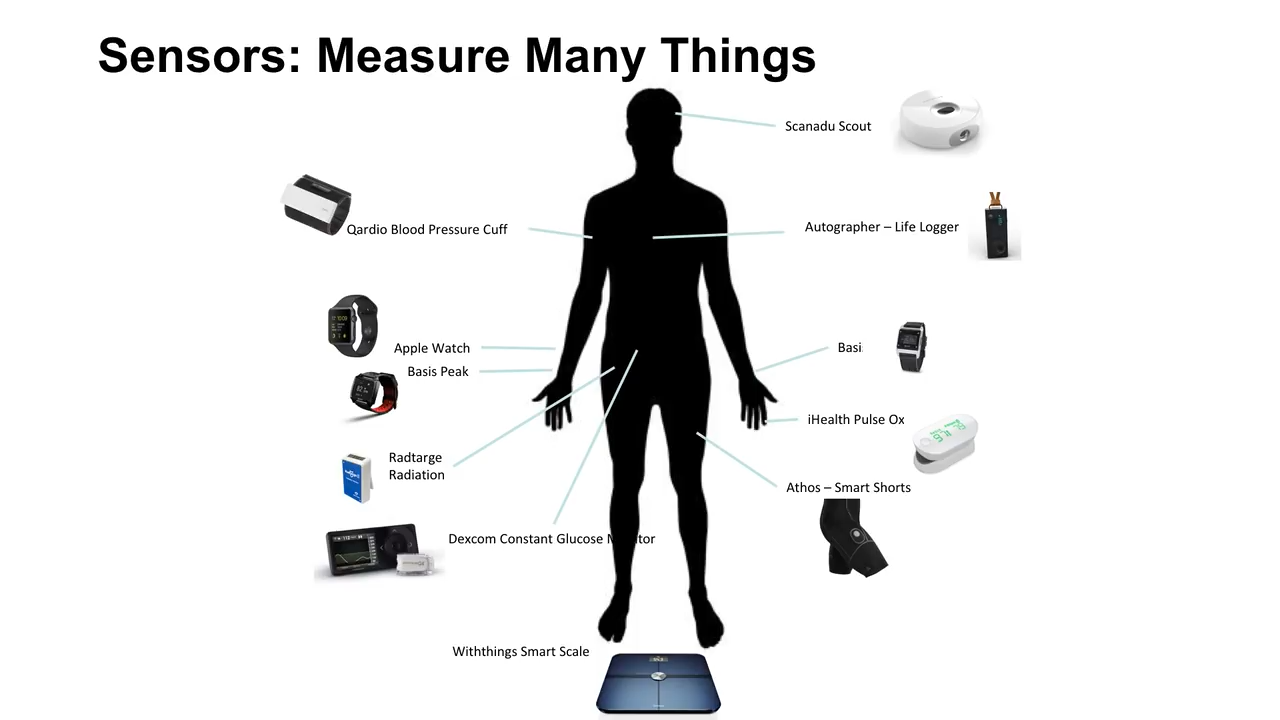 Sensors: Measure Many Things
Scanadu Scout
Qardio Blood Pressure Cuff
Autographer – Life Logger
Apple Watch
Basi
Basis Peak
iHealth Pulse Ox
Radtarge
Radiation
Athos – Smart Shorts
Dexcom Constant Glucose M tor
Withthings Smart Scale